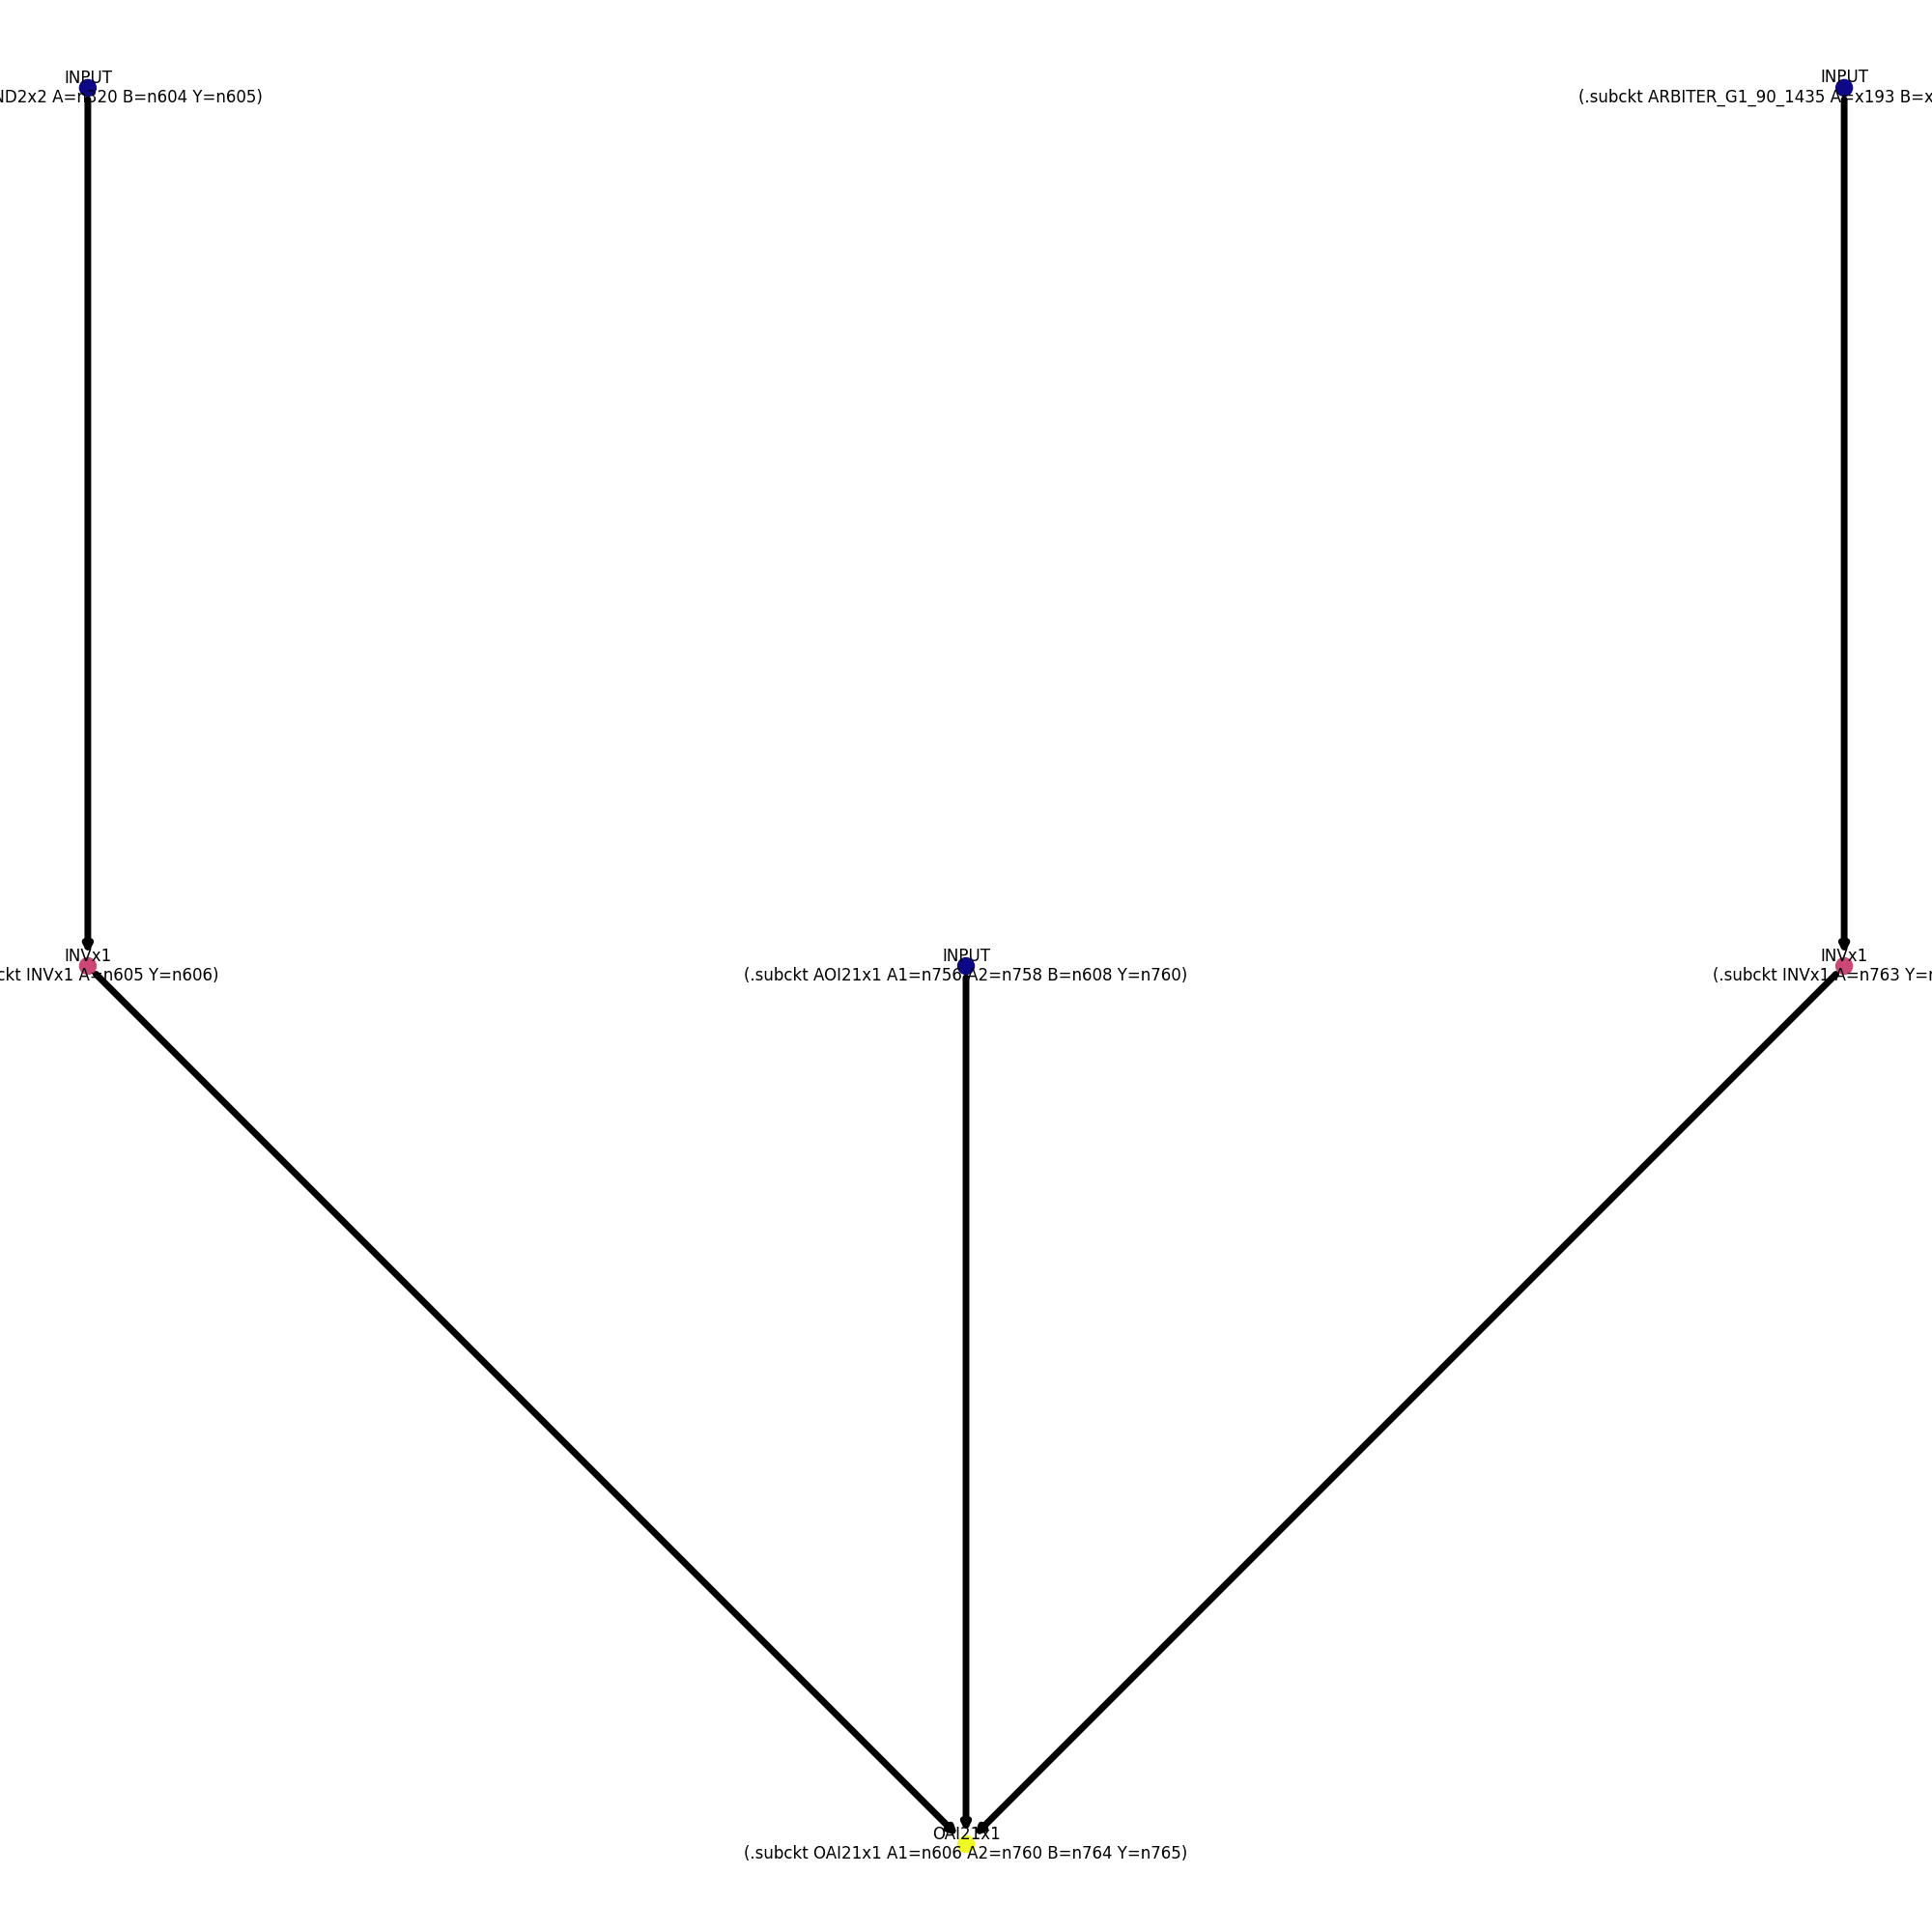 INPUT
ND2x2 A=n320 B=n604 Y=n605)
INPUT
(.subckt ARBITER_G1_90_1435 A=x193 B=x
INVx1
ckt INVx1 A=n605 Y=n606)
INPUT
(.subckt AOI21x1 A1=n756 A2=n758 B=n608 Y=n760)
INVx1
(.subckt INVx1 A=n763 Y=n
OAI21x1
(.subckt OAI21x1 A1=n606 A2=n760 B=n764 Y=n765)